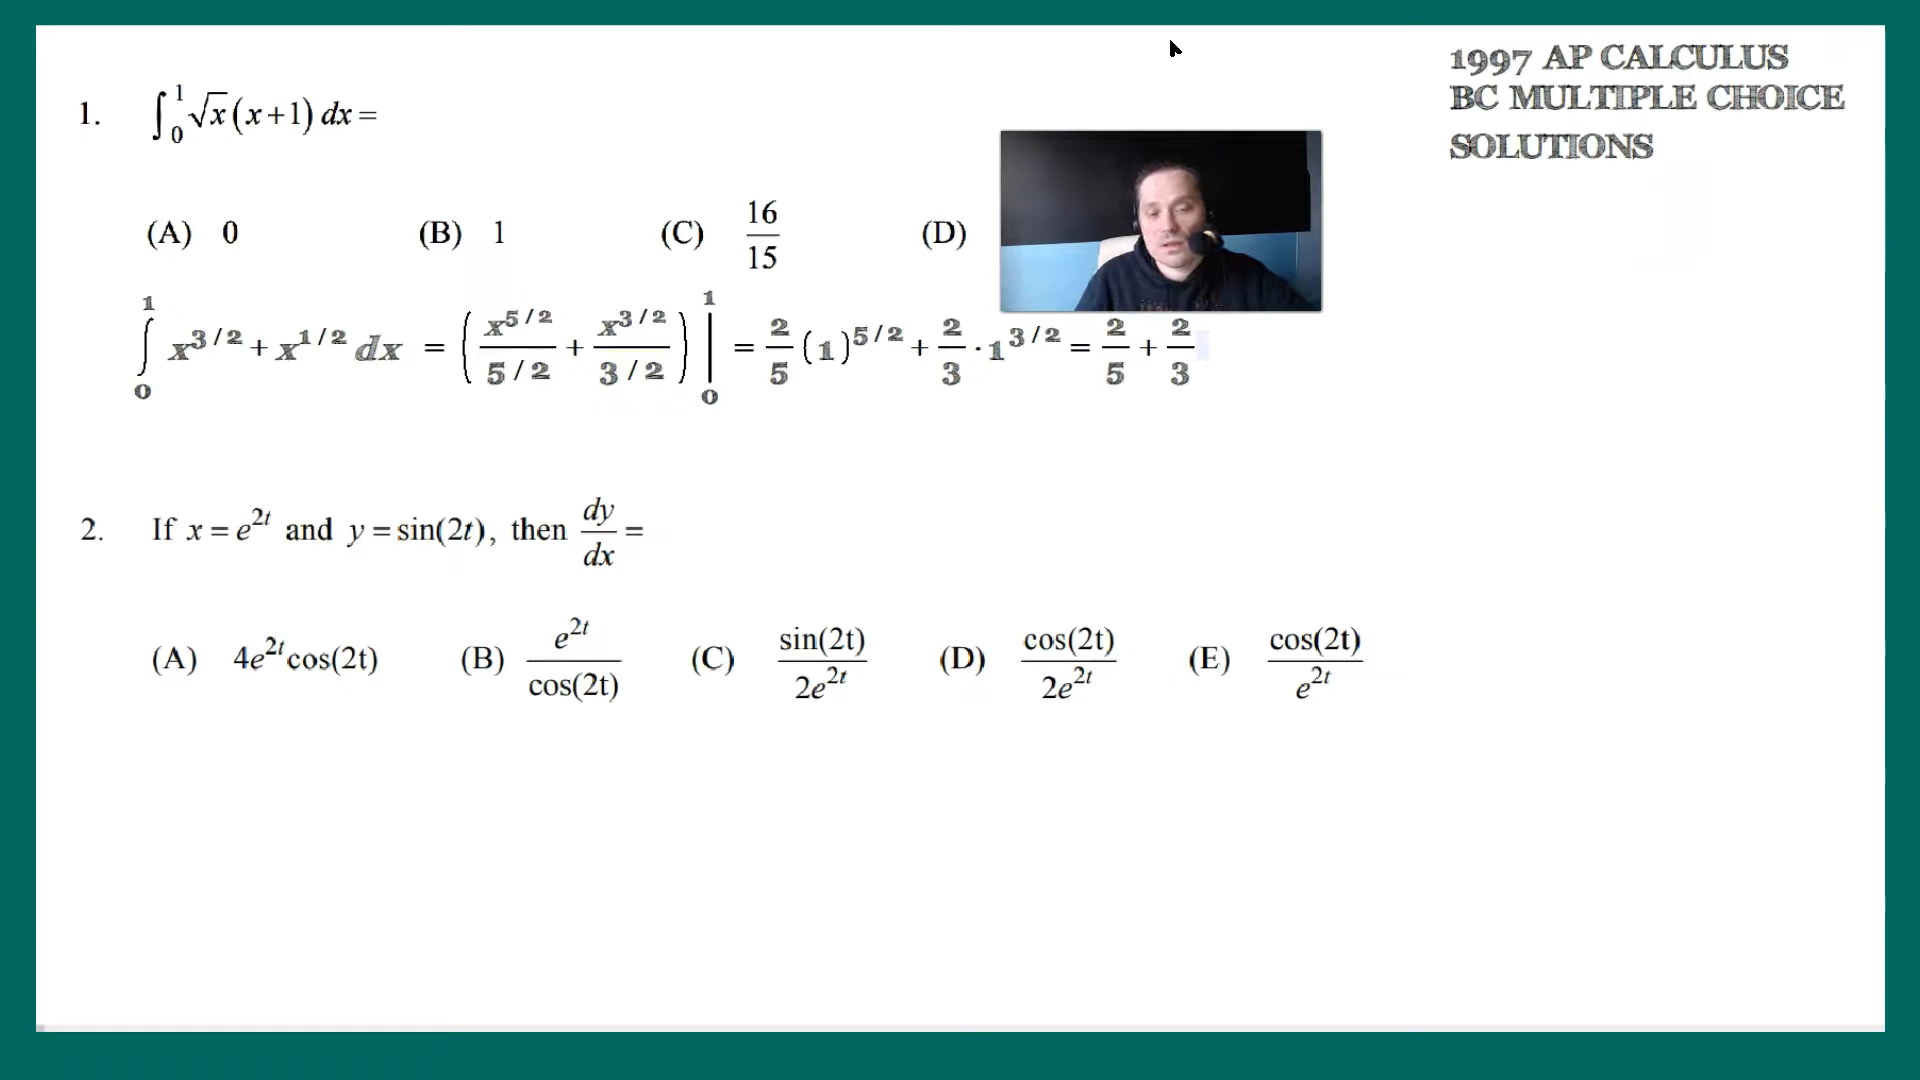 1997 AP CALCULUS
BC MULTIPLE CHOICE
SOLUTIONS
1. ∫₀¹ √x (x+1) dx =
(A) 0 (B) 1 (C) 16/15 (D)
∫₀¹ x^{3/2} + x^{1/2} dx = ( x^{5/2}/(5/2) + x^{3/2}/(3/2) ) |₀¹ = 2/5 (1)^{5/2} + 2/3 · 1^{3/2} = 2/5 + 2/3
2. If x = e^{2t} and y = sin(2t), then dy/dx =
(A) 4e^{2t}cos(2t) (B) e^{2t}/cos(2t) (C) sin(2t)/2e^{2t} (D) cos(2t)/2e^{2t} (E) cos(2t)/e^{2t}